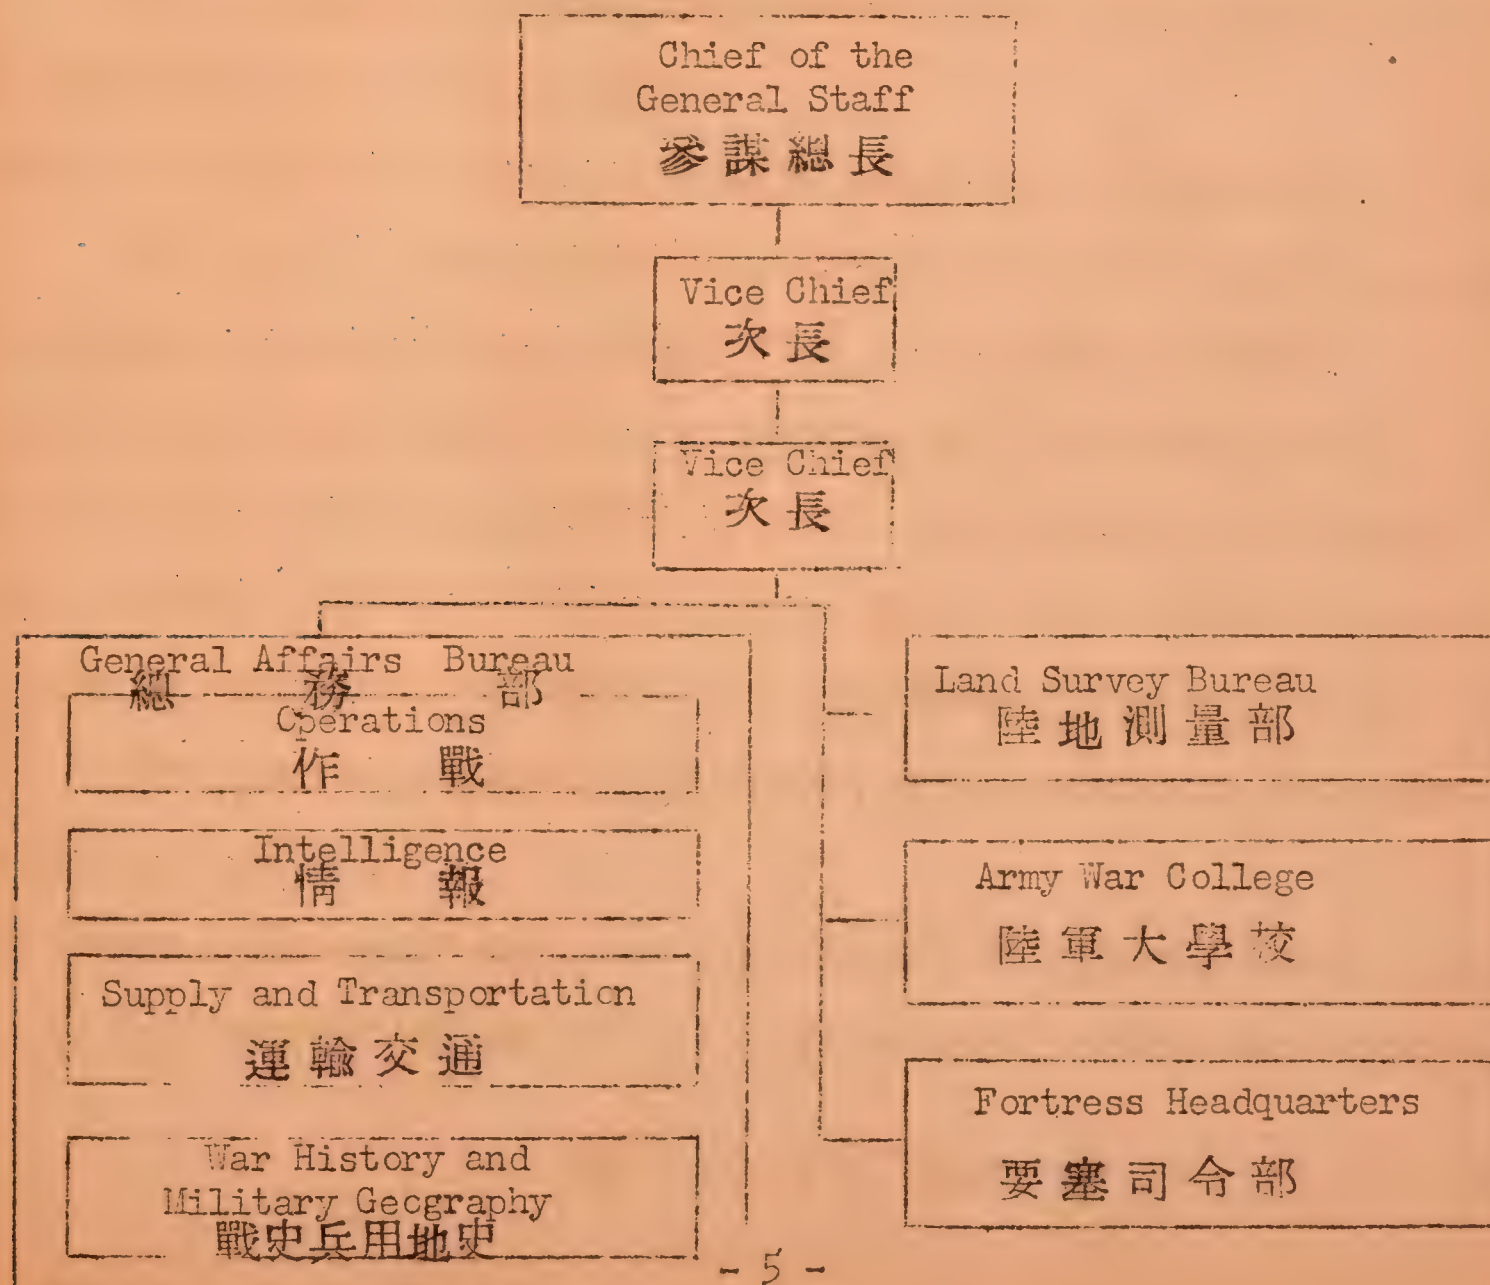 Chief of the
General Staff
參謀總長
Vice Chief
次長
Vice Chief
次長
General Affairs Bureau
總務部
Operations
作戰
Intelligence
情報
Supply and Transportation
運輸交通
War History and
Military Geography
戰史兵用地史
Land Survey Bureau
陸地測量部
Army War College
陸軍大學校
Fortress Headquarters
要塞司令部
- 5 -